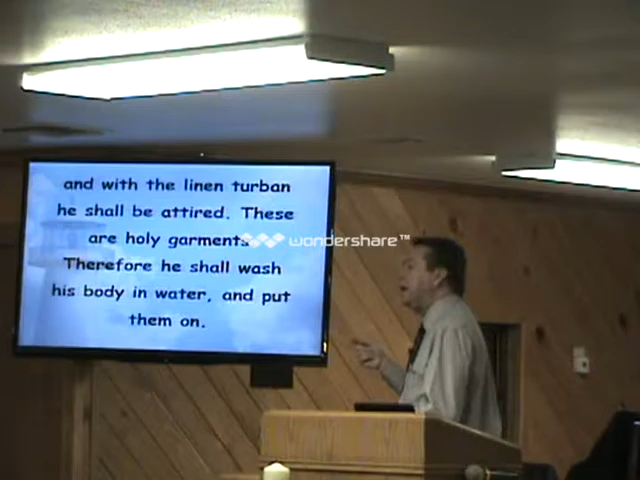 and with the linen turban
he shall be attired. These
are holy garments.
Therefore he shall wash
his body in water, and put
them on.
wondershare™